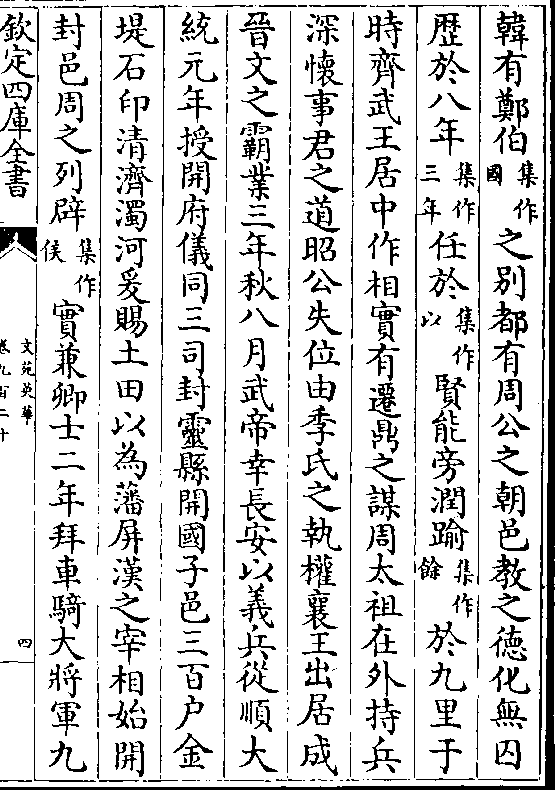 韓有鄭伯集作國之別都有周公之朝邑教之徳化無囚
歴於八年集作三年任於集作以賢能旁潤踰集作餘於九里于
時齊武王居中作相實有遷鼎之謀周太祖在外持兵
深懷事君之道昭公失位由季氏之執權襄王出居成
晉文之霸業三年秋八月武帝幸長安以義兵從順大
統元年授開府儀同三司封靈縣開國子邑三百户金
堤石印清濟濁河爰賜土田以為藩屏漢之宰相始開
封邑周之列辟集作侯實兼卿士二年拜車騎大將軍九
欽定四庫全書
文苑英華
卷九百二十
四